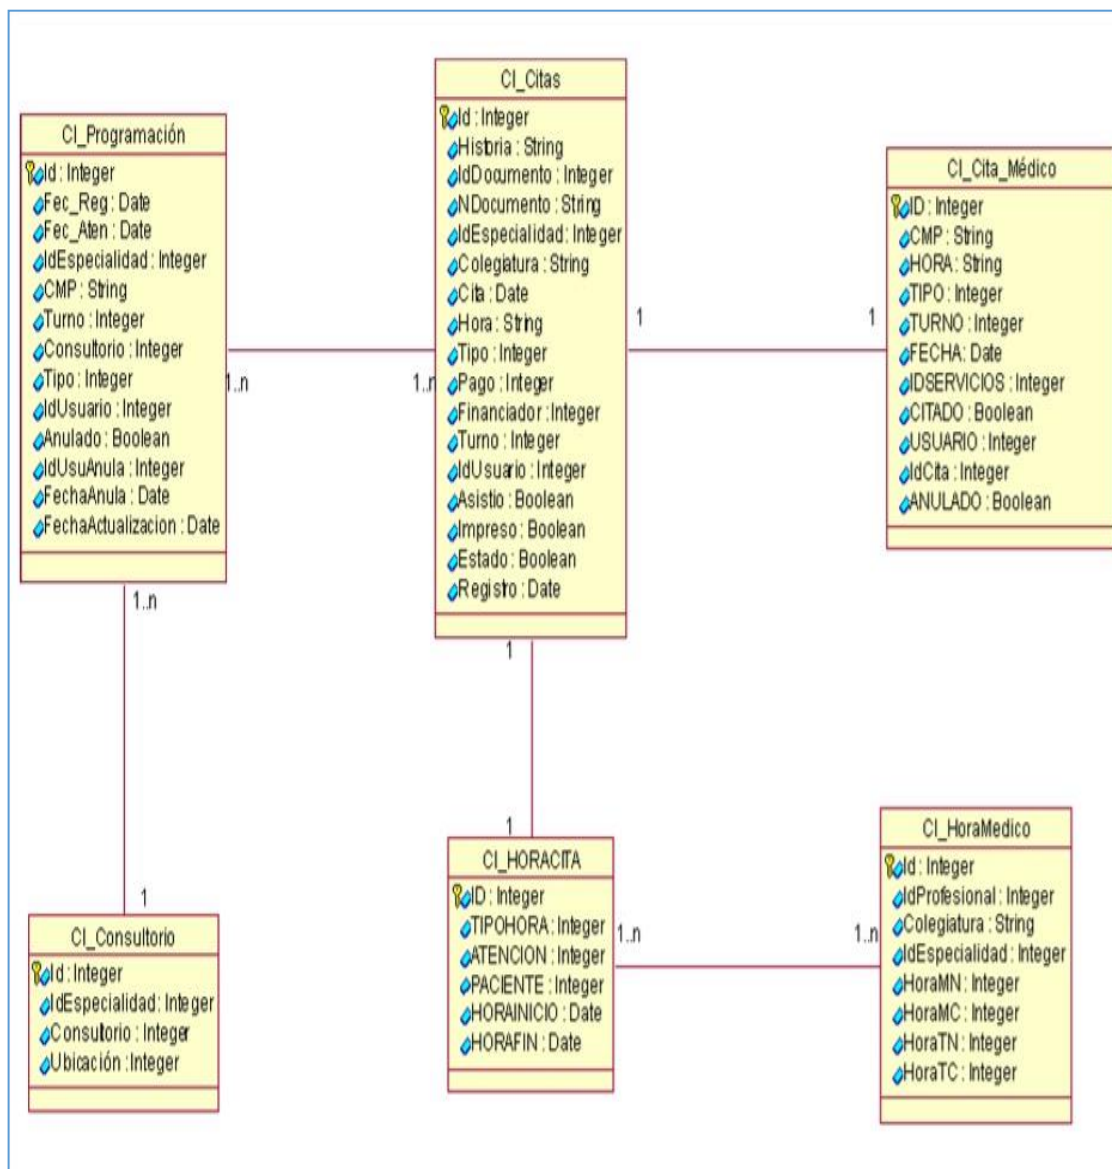 CI_Programación
Id : Integer
Fec_Reg : Date
Fec_Aten : Date
IdEspecialidad : Integer
CMP : String
Turno : Integer
Consultorio : Integer
Tipo : Integer
IdUsuario : Integer
Anulado : Boolean
IdUsuAnula : Integer
FechaAnula : Date
FechaActualizacion : Date
1..n
1..n
1..n
1
CI_Citas
Id : Integer
Historia : String
IdDocumento : Integer
NDocumento : String
IdEspecialidad : Integer
Colegiatura : String
Cita : Date
Hora : String
Tipo : Integer
Pago : Integer
Financiador : Integer
Turno : Integer
IdUsuario : Integer
Asistio : Boolean
Impreso : Boolean
Estado : Boolean
Registro : Date
1
1
1
1
CI_Cita_Médico
ID : Integer
CMP : String
HORA : String
TIPO : Integer
TURNO : Integer
FECHA : Date
IDSERVICIOS : Integer
CITADO : Boolean
USUARIO : Integer
IdCita : Integer
ANULADO : Boolean
CI_Consultorio
Id : Integer
IdEspecialidad : Integer
Consultorio : Integer
Ubicación : Integer
CI_HORACITA
ID : Integer
TIPOHORA : Integer
ATENCION : Integer
PACIENTE : Integer
HORAINICIO : Date
HORAFIN : Date
1..n
1..n
CI_HoraMedico
Id : Integer
IdProfesional : Integer
Colegiatura : String
IdEspecialidad : Integer
HoraMN : Integer
HoraMC : Integer
HoraTN : Integer
HoraTC : Integer